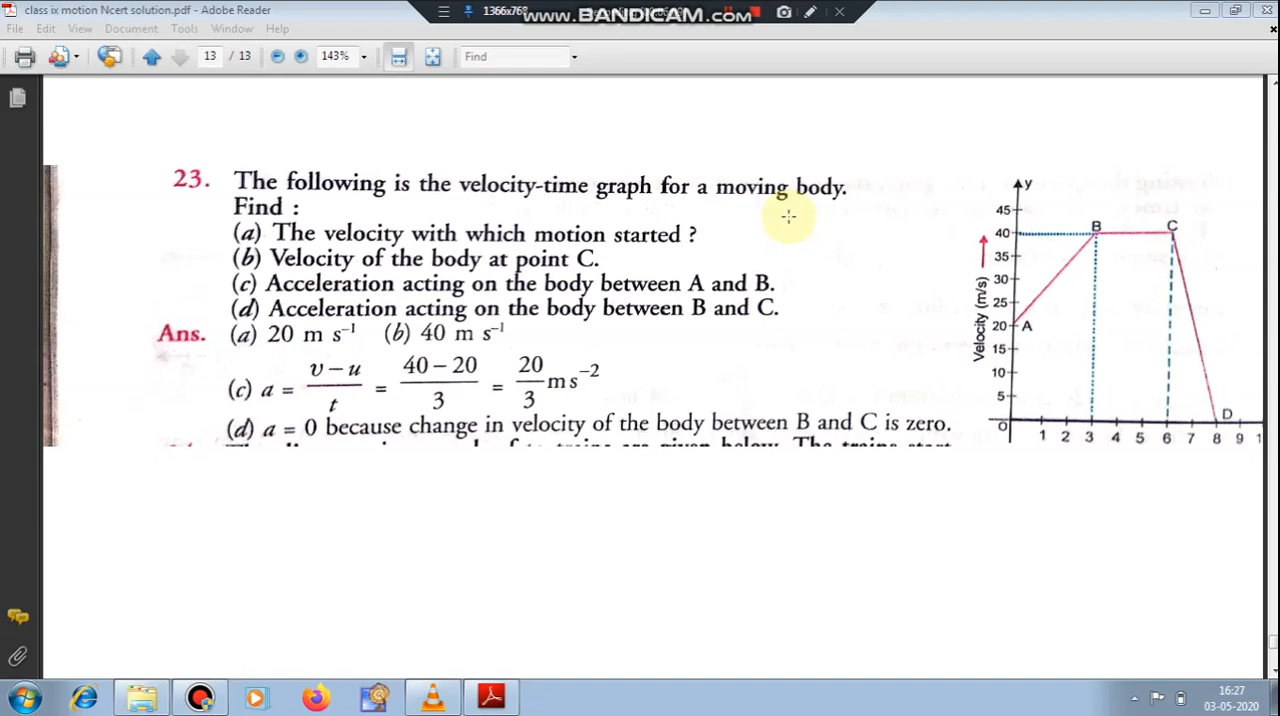 class ix motion Ncert solution.pdf - Adobe Reader
1366x768
www.BANDICAM.com
File Edit View Document Tools Window Help
13 / 13 143% Find
23. The following is the velocity-time graph for a moving body.
Find :
(a) The velocity with which motion started ?
(b) Velocity of the body at point C.
(c) Acceleration acting on the body between A and B.
(d) Acceleration acting on the body between B and C.
Ans. (a) 20 m s⁻¹ (b) 40 m s⁻¹
(c) a = v – u / t = 40 – 20 / 3 = 20 / 3 m s⁻²
(d) a = 0 because change in velocity of the body between B and C is zero.
y
45
40 B C
35
30
25
20 A
15
10
5
0 D
1 2 3 4 5 6 7 8 9 1
Velocity (m/s)
16:27
03-05-2020